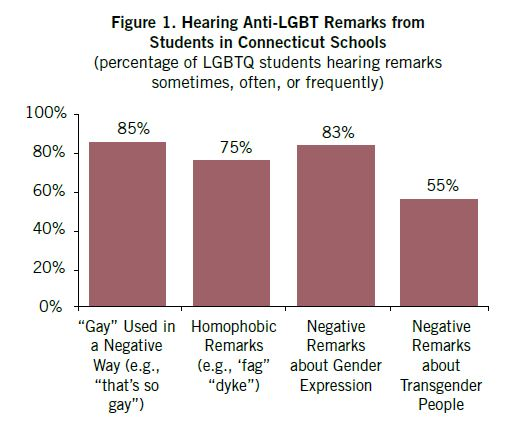 Figure 1. Hearing Anti-LGBT Remarks from
Students in Connecticut Schools
(percentage of LGBTQ students hearing remarks
sometimes, often, or frequently)
100%
80%
60%
40%
20%
0%
85%
75%
83%
55%
“Gay” Used in
a Negative
Way (e.g.,
“that’s so
gay”)
Homophobic
Remarks
(e.g., ‘fag”
“dyke”)
Negative
Remarks
about Gender
Expression
Negative
Remarks
about
Transgender
People